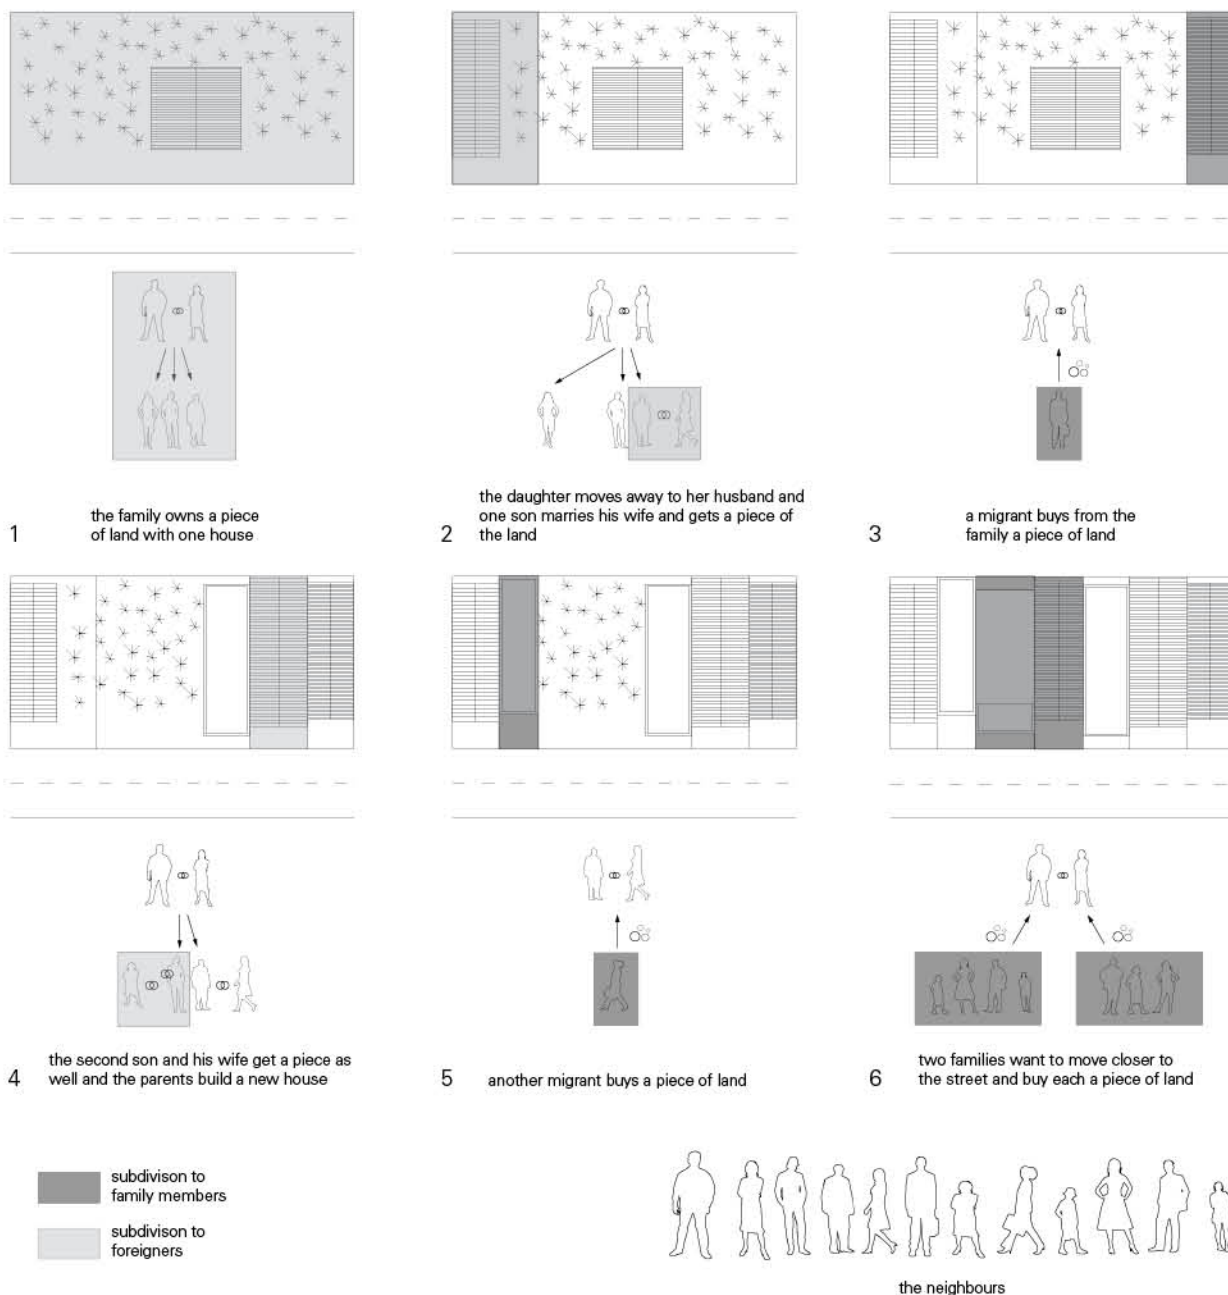 1
the family owns a piece
of land with one house
2
the daughter moves away to her husband and
one son marries his wife and gets a piece of
the land
3
a migrant buys from the
family a piece of land
4
the second son and his wife get a piece as
well and the parents build a new house
5
another migrant buys a piece of land
6
two families want to move closer to
the street and buy each a piece of land
subdivison to
family members
subdivison to
foreigners
the neighbours